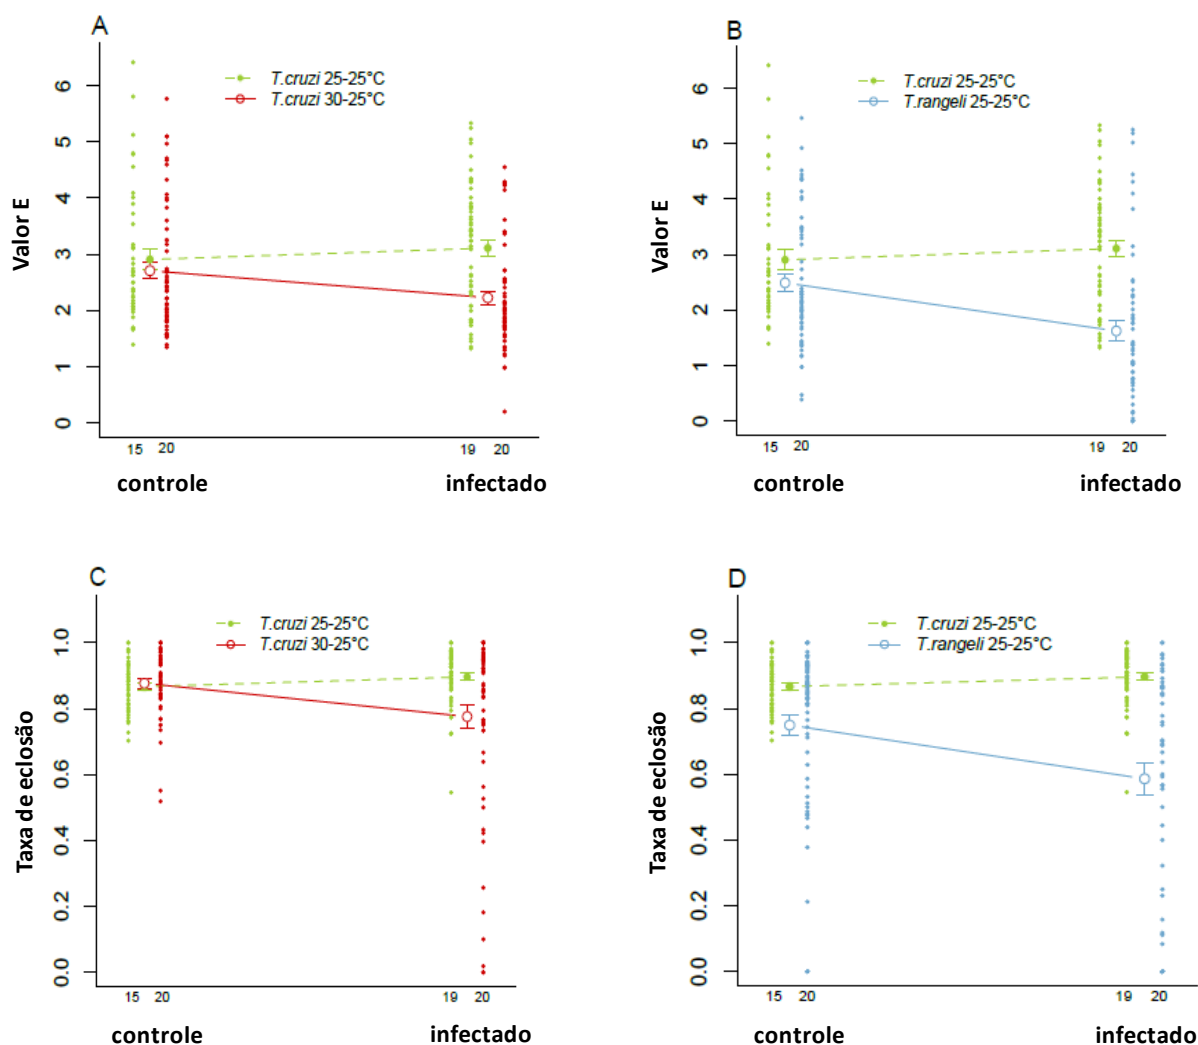 A
T.cruzi 25-25°C
T.cruzi 30-25°C
Valor E
6
5
4
3
2
1
0
15 20 19 20
controle infectado
B
T.cruzi 25-25°C
T.rangeli 25-25°C
Valor E
6
5
4
3
2
1
0
15 20 19 20
controle infectado
C
T.cruzi 25-25°C
T.cruzi 30-25°C
Taxa de eclosão
1.0
0.8
0.6
0.4
0.2
0.0
15 20 19 20
controle infectado
D
T.cruzi 25-25°C
T.rangeli 25-25°C
Taxa de eclosão
1.0
0.8
0.6
0.4
0.2
0.0
15 20 19 20
controle infectado